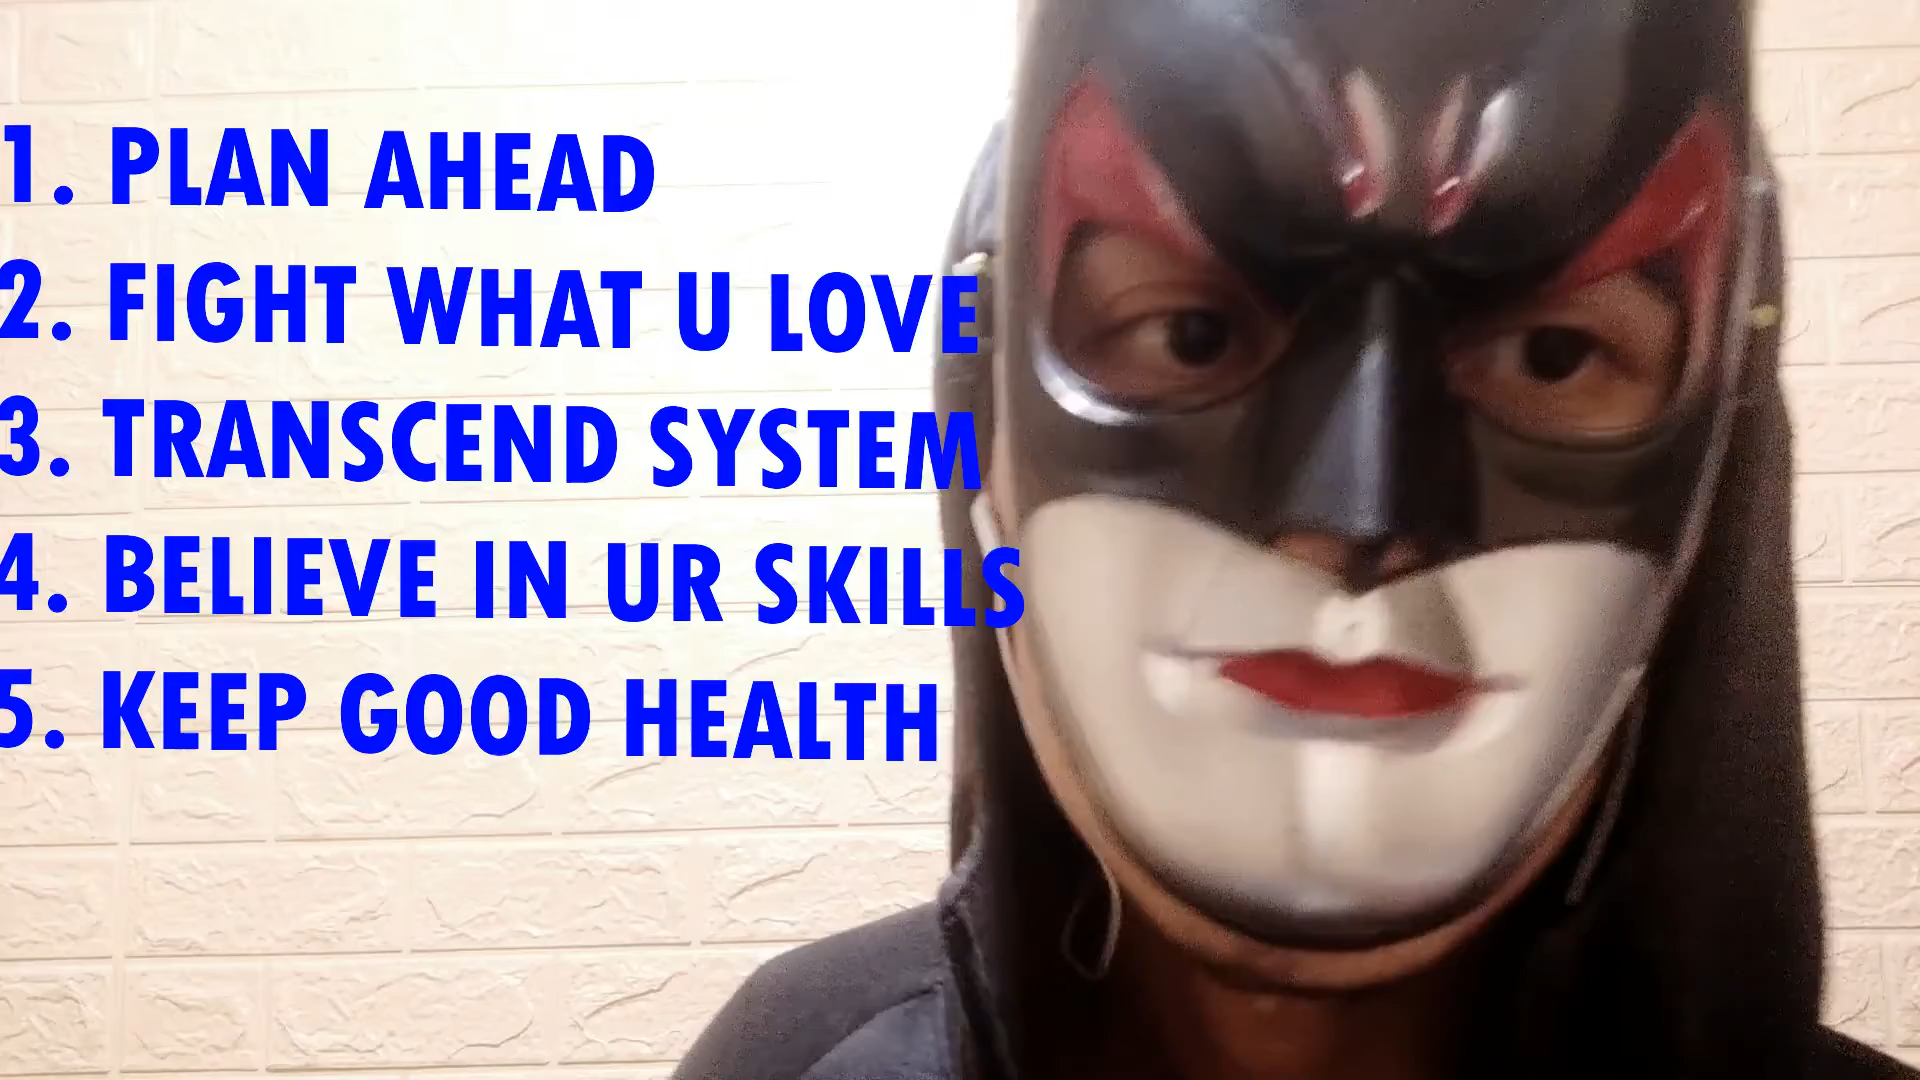 1. PLAN AHEAD
2. FIGHT WHAT U LOVE
3. TRANSCEND SYSTEM
4. BELIEVE IN UR SKILLS
5. KEEP GOOD HEALTH